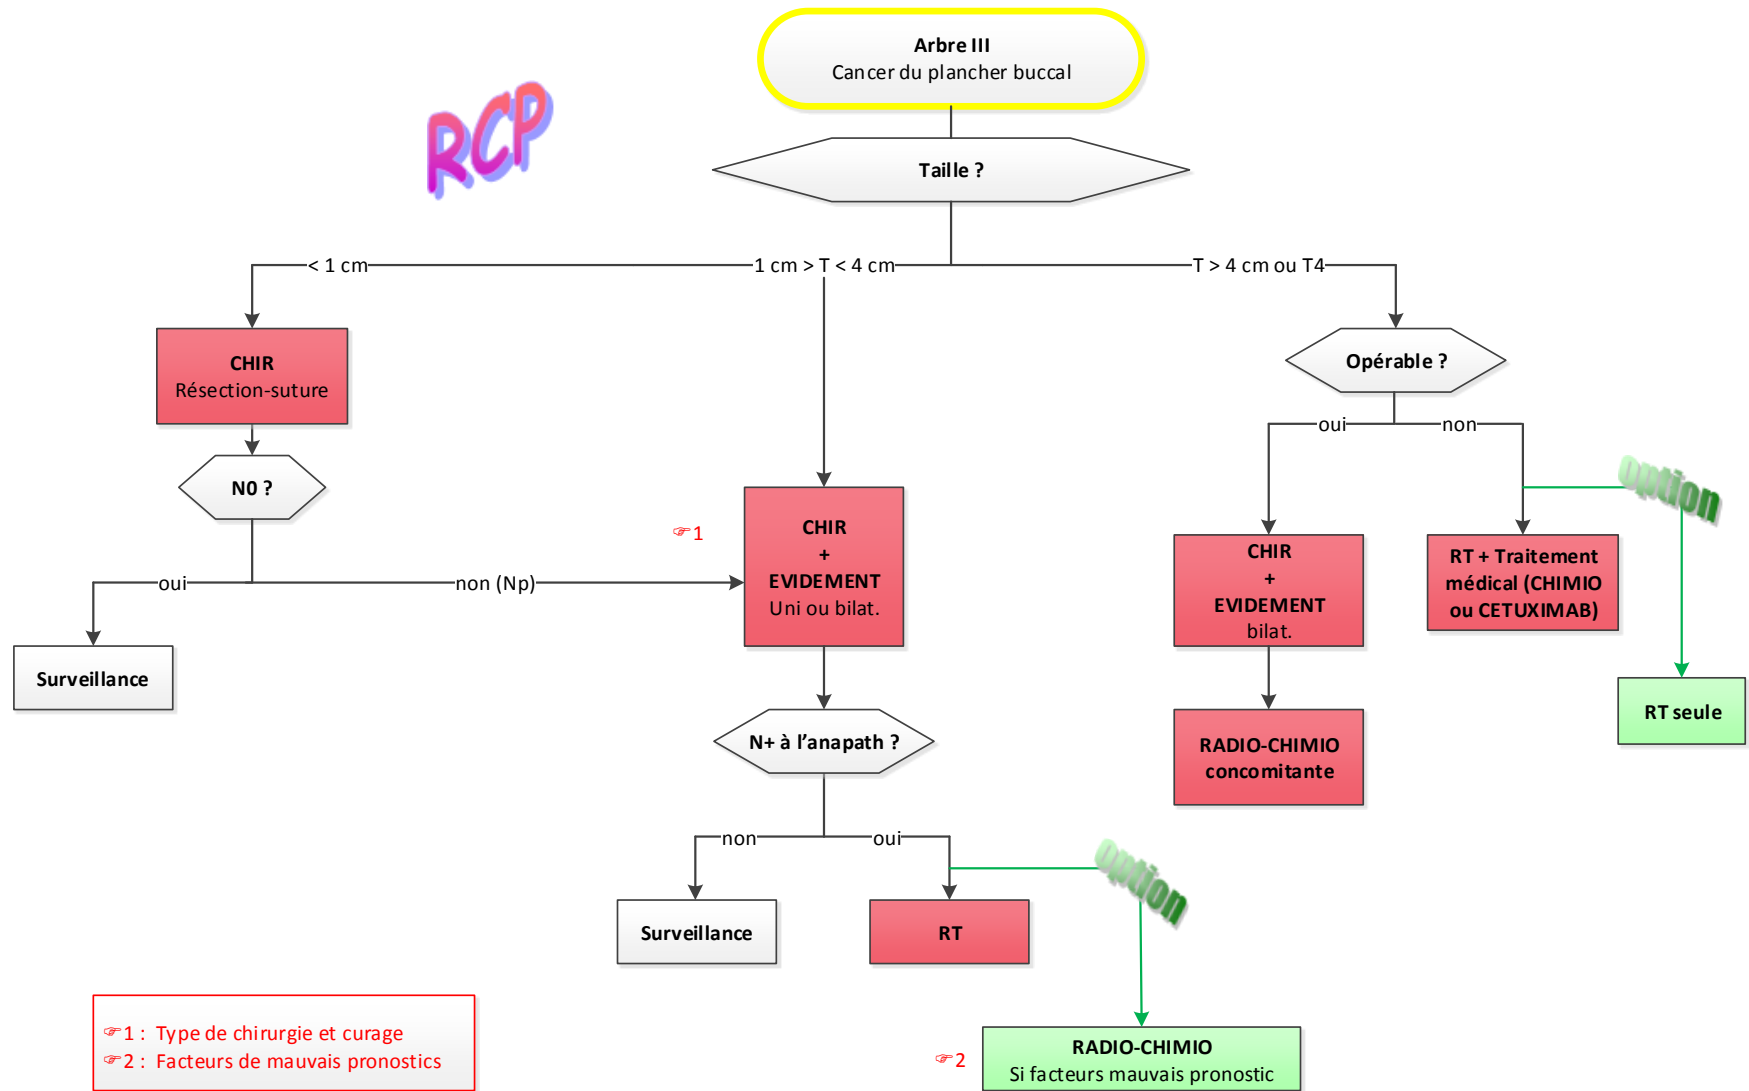 Arbre III
Cancer du plancher buccal
RCP
Taille ?
< 1 cm
1 cm > T < 4 cm
T > 4 cm ou T4
CHIR
Résection-suture
Opérable ?
oui
non
N0 ?
option
☞1
CHIR
+
EVIDEMENT
Uni ou bilat.
CHIR
+
EVIDEMENT
bilat.
RT + Traitement
médical (CHIMIO
ou CETUXIMAB)
oui
non (Np)
Surveillance
RT seule
N+ à l’anapath ?
RADIO-CHIMIO
concomitante
non
oui
option
Surveillance
RT
☞1 : Type de chirurgie et curage
☞2 : Facteurs de mauvais pronostics
☞2
RADIO-CHIMIO
Si facteurs mauvais pronostic